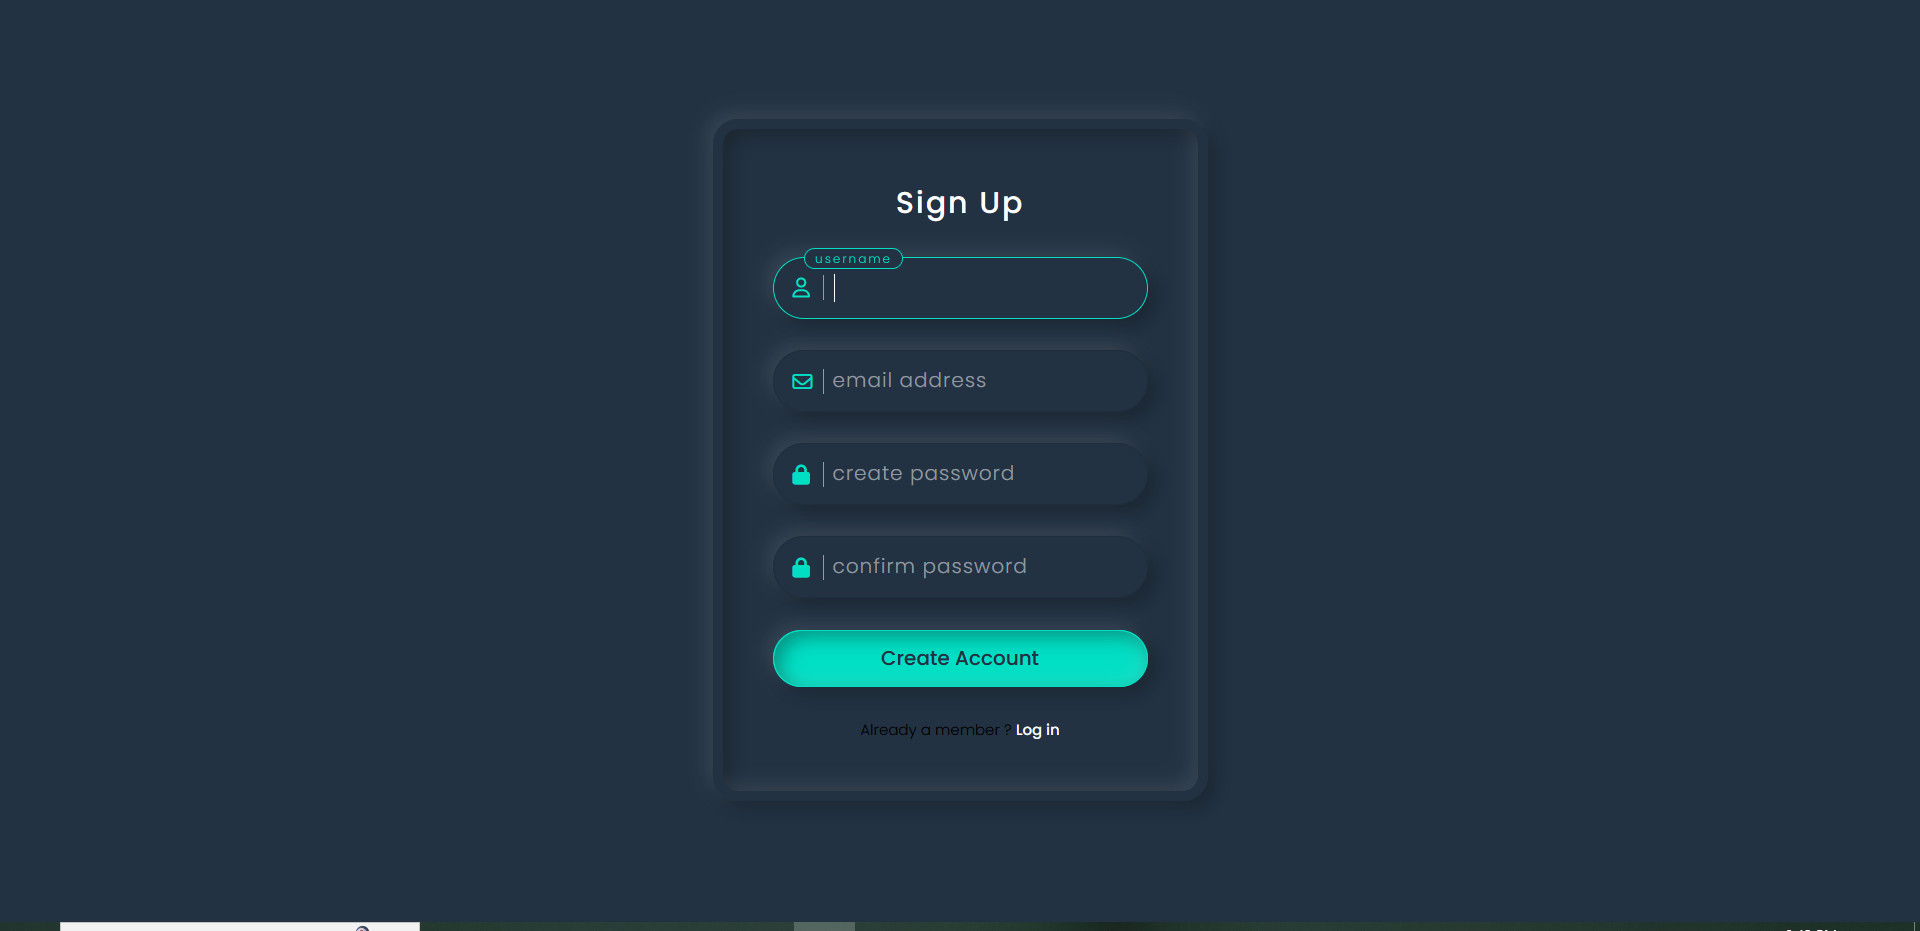 Sign Up
username
email address
create password
confirm password
Create Account
Already a member ? Log in